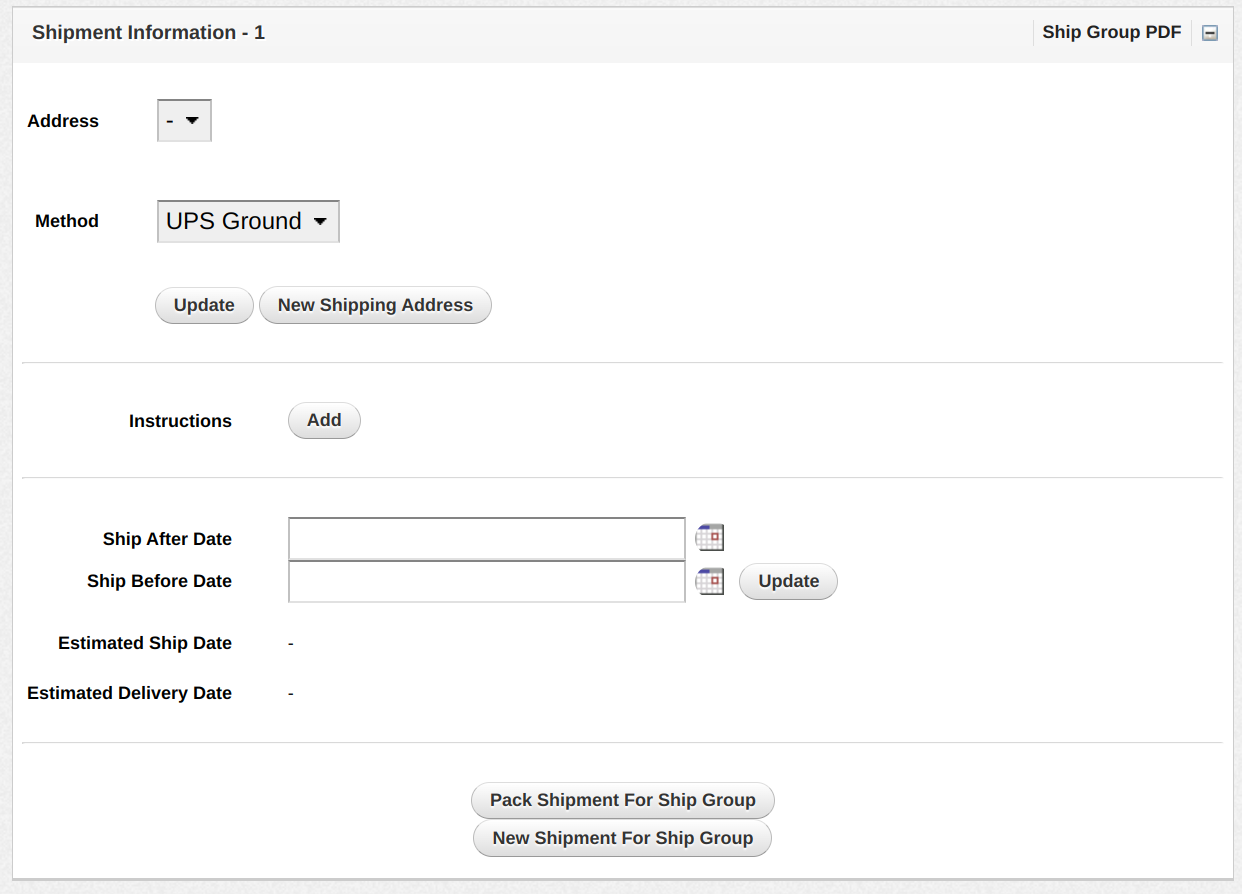 Shipment Information - 1 Ship Group PDF
Address -
Method UPS Ground
Update New Shipping Address
Instructions Add
Ship After Date
Ship Before Date Update
Estimated Ship Date -
Estimated Delivery Date -
Pack Shipment For Ship Group
New Shipment For Ship Group